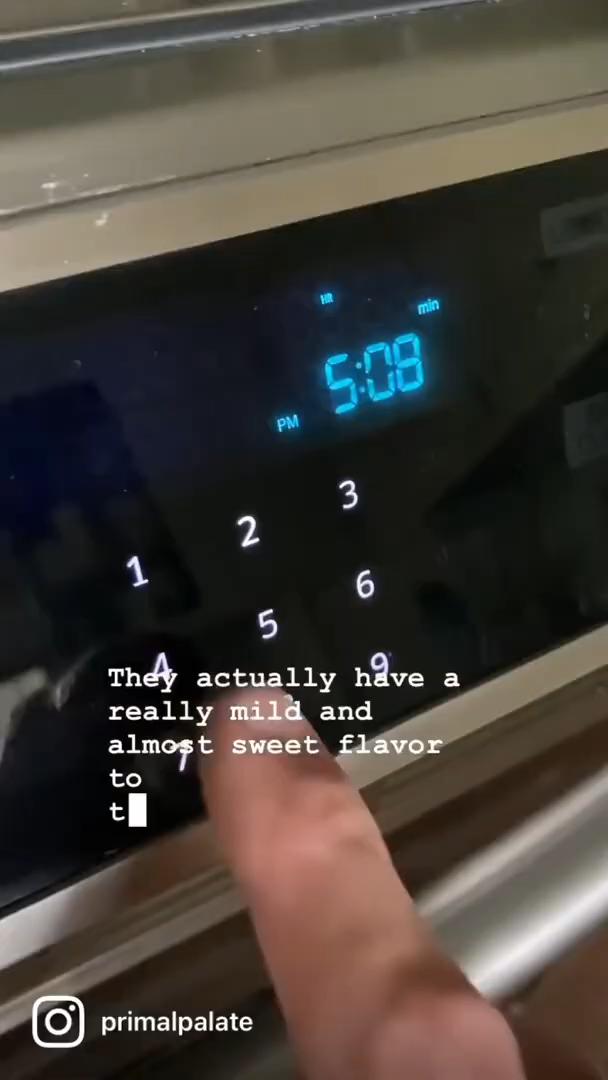 HR
min
5:08
PM
1 2 3
4 5 6
7 9
They actually have a
really mild and
almost sweet flavor
to
t
primalpalate